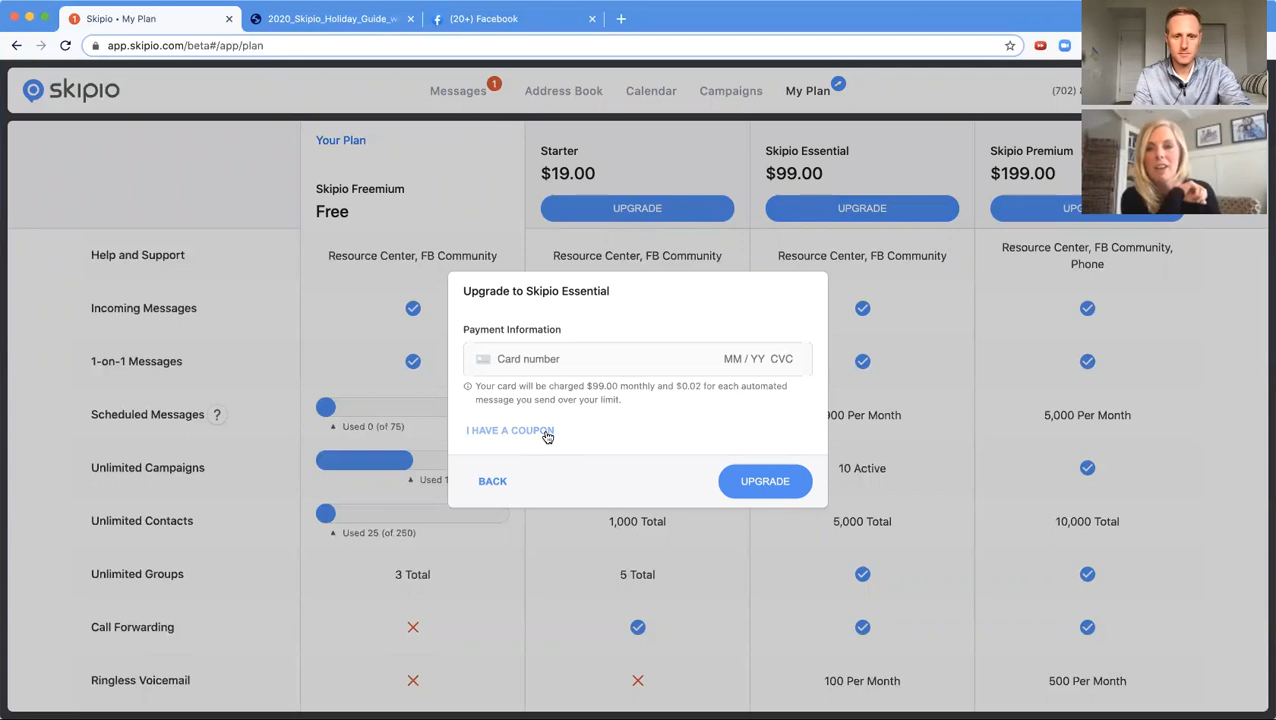 Skipio • My Plan
2020_Skipio_Holiday_Guide_w
(20+) Facebook
app.skipio.com/beta#/app/plan
skipio
Messages 1
Address Book
Calendar
Campaigns
My Plan
(702)
Your Plan
Skipio Freemium
Free
Starter
$19.00
UPGRADE
Skipio Essential
$99.00
UPGRADE
Skipio Premium
$199.00
Help and Support
Resource Center, FB Community
Resource Center, FB Community
Resource Center, FB Community
Resource Center, FB Community,
Phone
Incoming Messages
1-on-1 Messages
Scheduled Messages ?
Used 0 (of 75)
5,000 Per Month
Unlimited Campaigns
Used
10 Active
Unlimited Contacts
Used 25 (of 250)
1,000 Total
5,000 Total
10,000 Total
Unlimited Groups
3 Total
5 Total
Call Forwarding
Ringless Voicemail
100 Per Month
500 Per Month
Upgrade to Skipio Essential
Payment Information
Card number
MM / YY CVC
Your card will be charged $99.00 monthly and $0.02 for each automated
message you send over your limit.
I HAVE A COUPON
BACK
UPGRADE